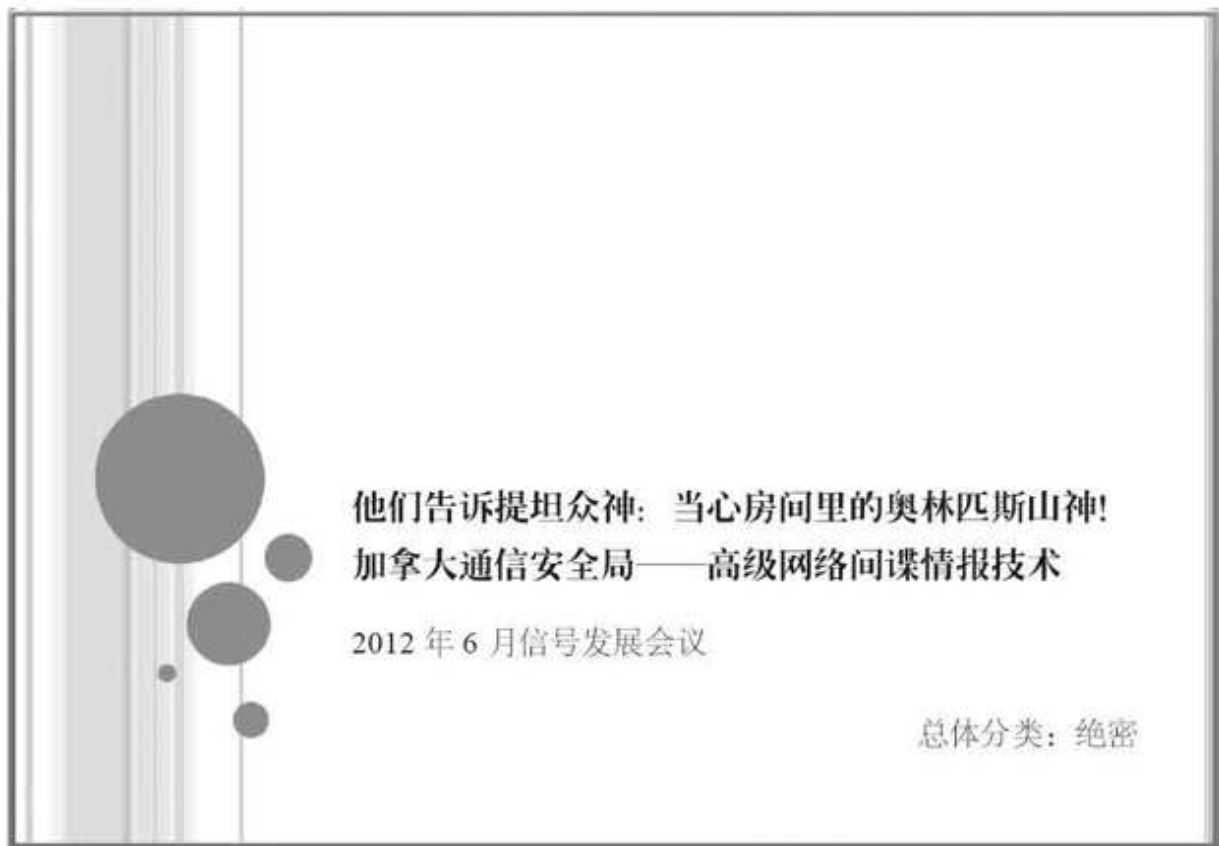 他们告诉提坦众神：当心房间里的奥林匹斯山神!
加拿大通信安全局——高级网络间谍情报技术
2012 年 6 月信号发展会议
总体分类：绝密